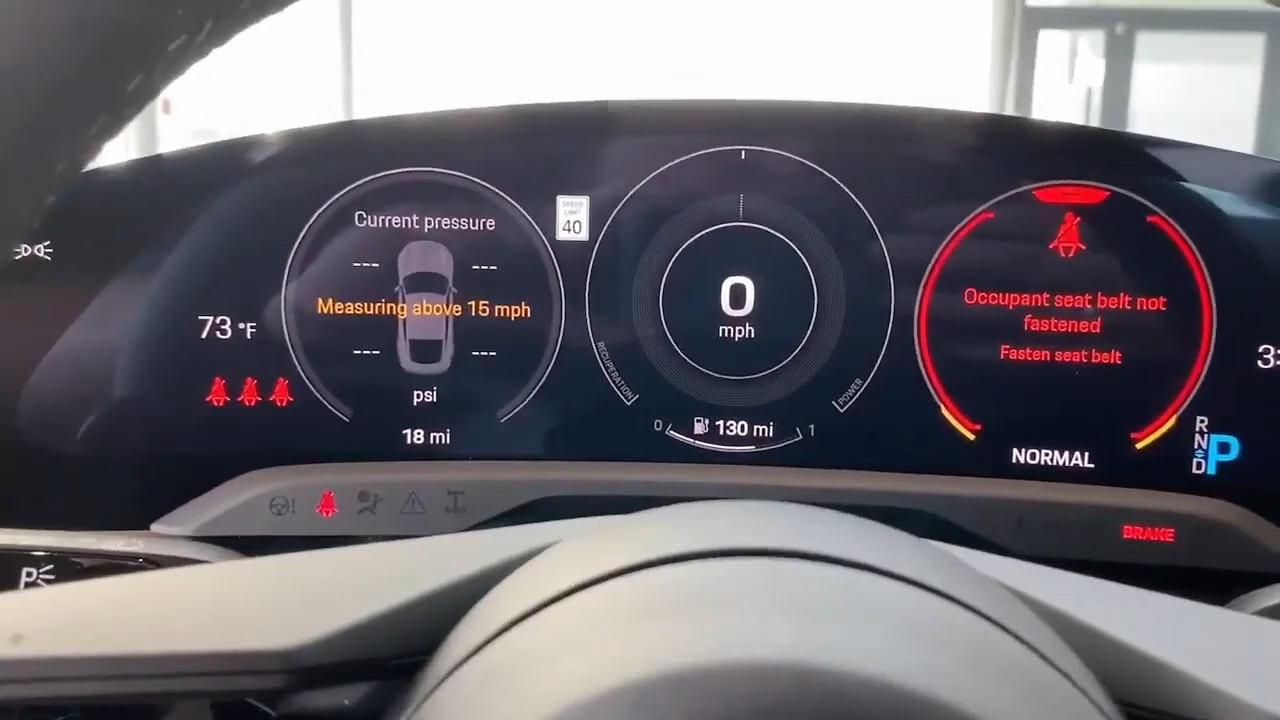 Current pressure
--- ---
Measuring above 15 mph
--- ---
psi
18 mi
73 °F
SPEED
LIMIT
40
0
mph
RECUPERATION
POWER
0 130 mi 1
Occupant seat belt not
fastened
Fasten seat belt
NORMAL
3:
R
N
D
P
!
BRAKE
P